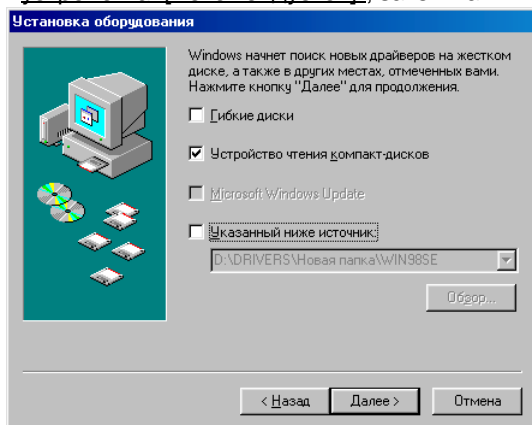 Установка оборудования
Windows начнет поиск новых драйверов на жестком
диске, а также в других местах, отмеченных вами.
Нажмите кнопку "Далее" для продолжения.
Гибкие диски
Устройство чтения компакт-дисков
Microsoft Windows Update
Указанный ниже источник:
D:\DRIVERS\Новая папка\WIN98SE
Обзор...
< Назад
Далее >
Отмена